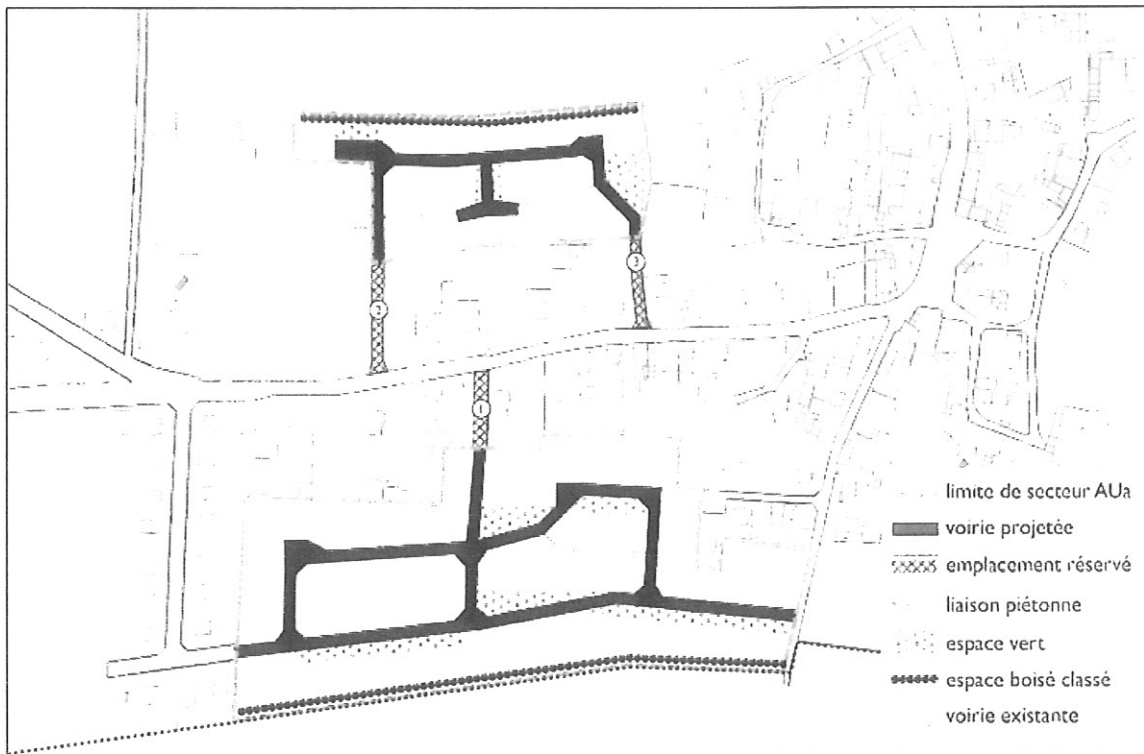 2
3
1
limite de secteur AUa
voirie projetée
emplacement réservé
liaison piétonne
espace vert
espace boisé classé
voirie existante